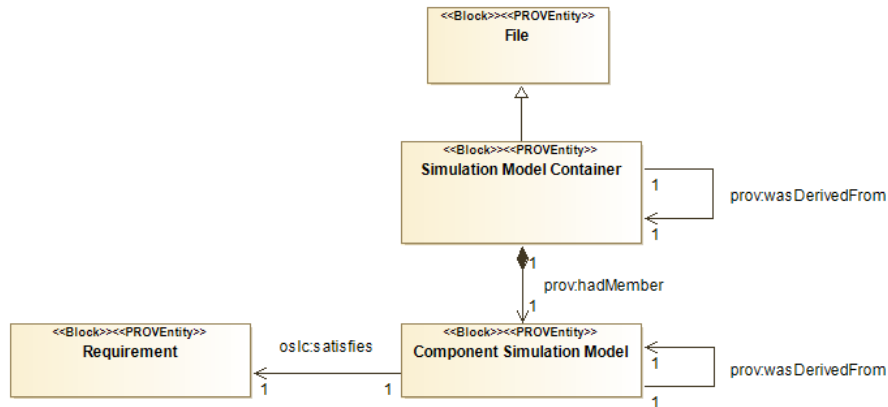 <<Block>><<PROVEntity>>
File
<<Block>><<PROVEntity>>
Simulation Model Container
1
prov:wasDerivedFrom
1
1
prov:hadMember
1
<<Block>><<PROVEntity>>
Requirement
oslc:satisfies
1
1
<<Block>><<PROVEntity>>
Component Simulation Model
1
prov:wasDerivedFrom
1